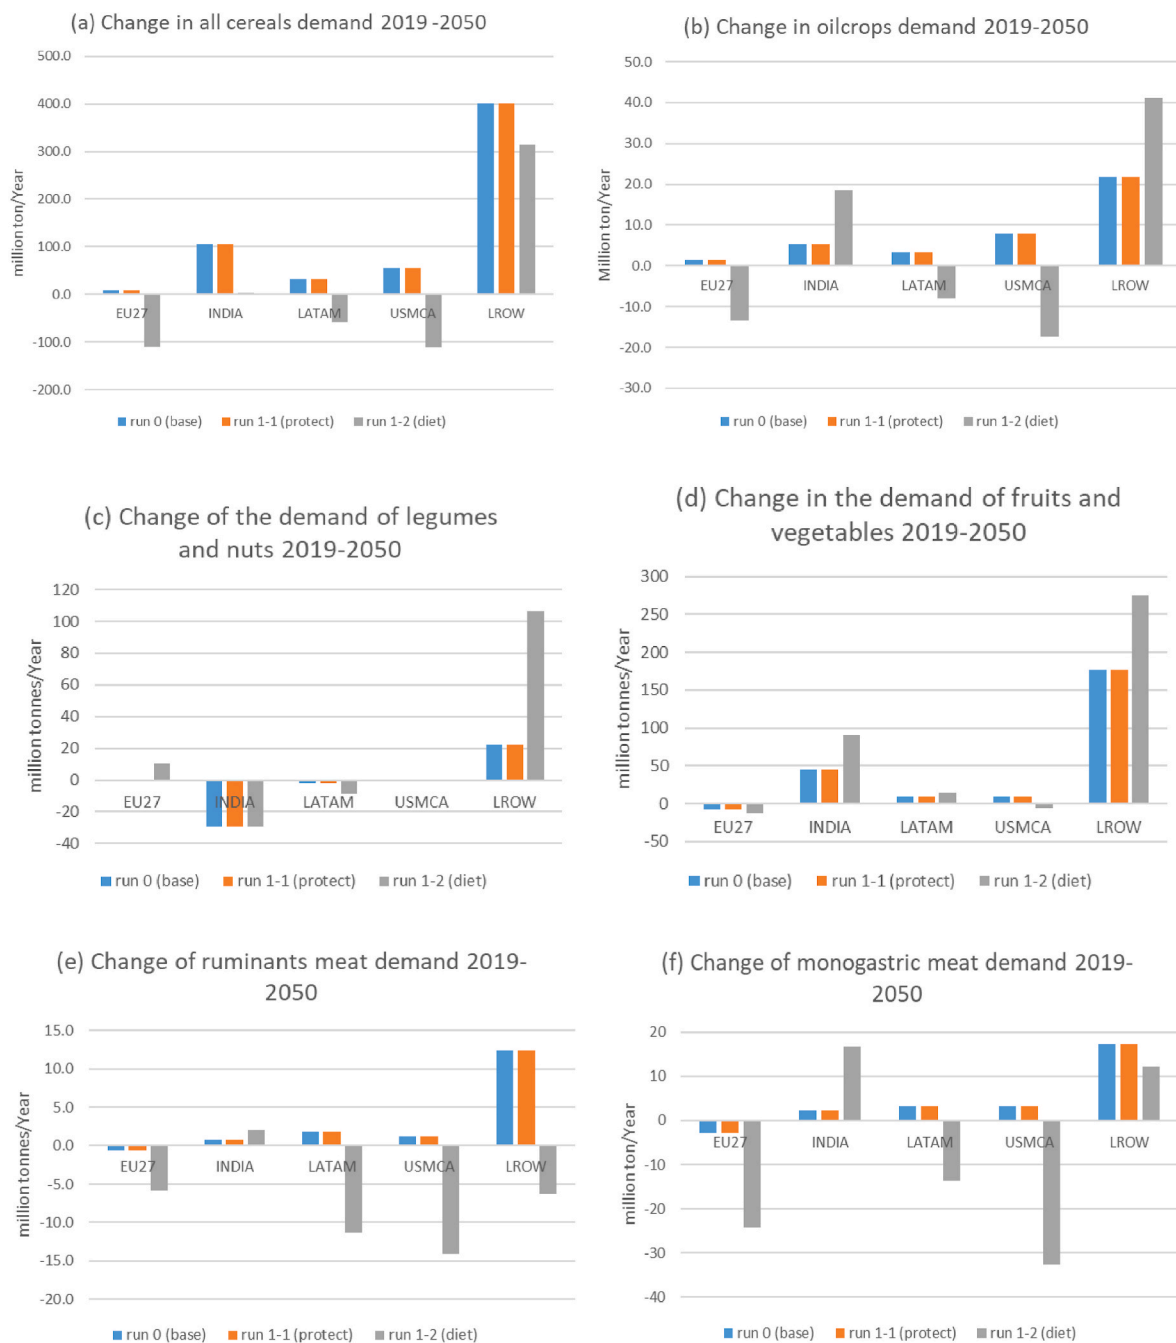 (a) Change in all cereals demand 2019 -2050
million ton/Year
500.0
400.0
300.0
200.0
100.0
0.0
-100.0
-200.0
EU27 INDIA LATAM USMCA LROW
run 0 (base) run 1-1 (protect) run 1-2 (diet)
(b) Change in oilcrops demand 2019-2050
Million ton/Year
50.0
40.0
30.0
20.0
10.0
0.0
-10.0
-20.0
-30.0
EU27 INDIA LATAM USMCA LROW
run 0 (base) run 1-1 (protect) run 1-2 (diet)
(c) Change of the demand of legumes
and nuts 2019-2050
million tonnes/Year
120
100
80
60
40
20
0
-20
-40
EU27 INDIA LATAM USMCA LROW
run 0 (base) run 1-1 (protect) run 1-2 (diet)
(d) Change in the demand of fruits and
vegetables 2019-2050
million tonnes/Year
300
250
200
150
100
50
0
-50
EU27 INDIA LATAM USMCA LROW
run 0 (base) run 1-1 (protect) run 1-2 (diet)
(e) Change of ruminants meat demand 2019-
2050
million tonnes/Year
15.0
10.0
5.0
0.0
-5.0
-10.0
-15.0
-20.0
EU27 INDIA LATAM USMCA LROW
run 0 (base) run 1-1 (protect) run 1-2 (diet)
(f) Change of monogastric meat demand 2019-
2050
million ton/Year
20
10
0
-10
-20
-30
-40
EU27 INDIA LATAM USMCA LROW
run 0 (base) run 1-1 (protect) run 1-2 (diet)